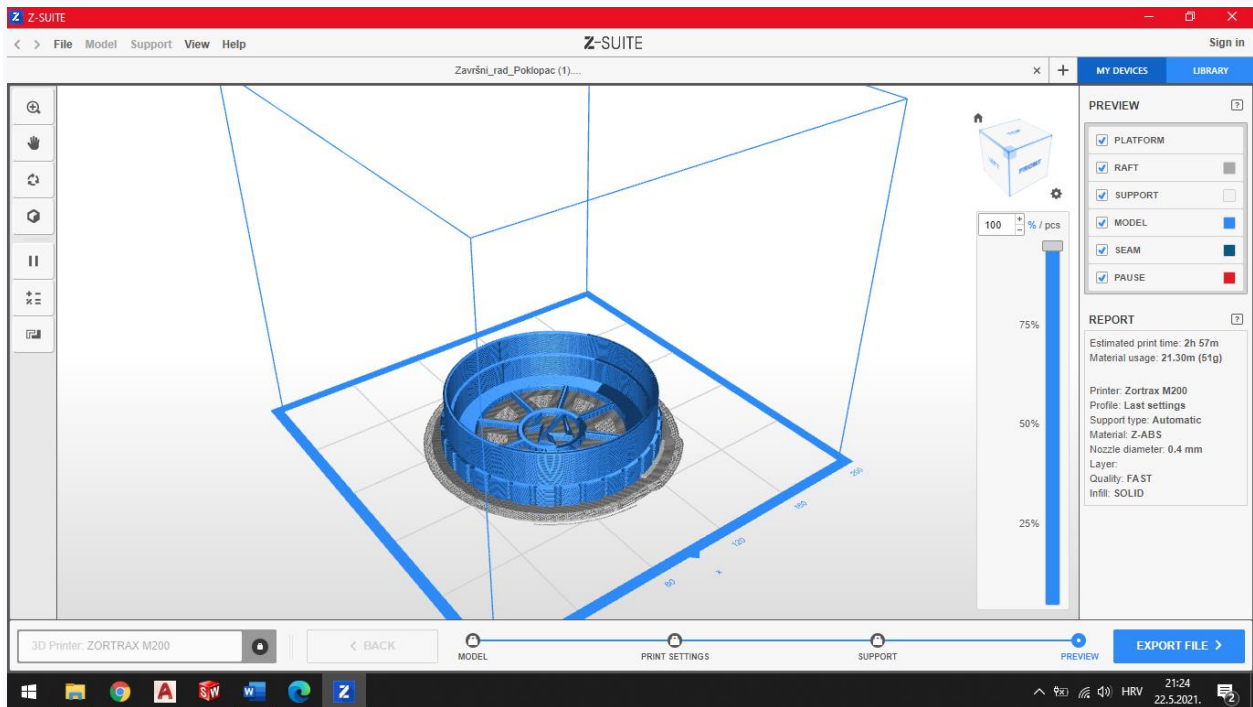 Z Z-SUITE
File Model Support View Help
Z-SUITE
Sign in
Završni_rad_Poklopac (1)....
MY DEVICES
LIBRARY
PREVIEW
PLATFORM
RAFT
SUPPORT
MODEL
SEAM
PAUSE
TOP
LEFT
FRONT
100 % / pcs
75%
50%
25%
REPORT
Estimated print time: 2h 57m
Material usage: 21.30m (51g)
Printer: Zortrax M200
Profile: Last settings
Support type: Automatic
Material: Z-ABS
Nozzle diameter: 0.4 mm
Layer:
Quality: FAST
Infill: SOLID
200
160
120
80
x
3D Printer: ZORTRAX M200
< BACK
MODEL
PRINT SETTINGS
SUPPORT
PREVIEW
EXPORT FILE >
HRV
21:24
22.5.2021.
2